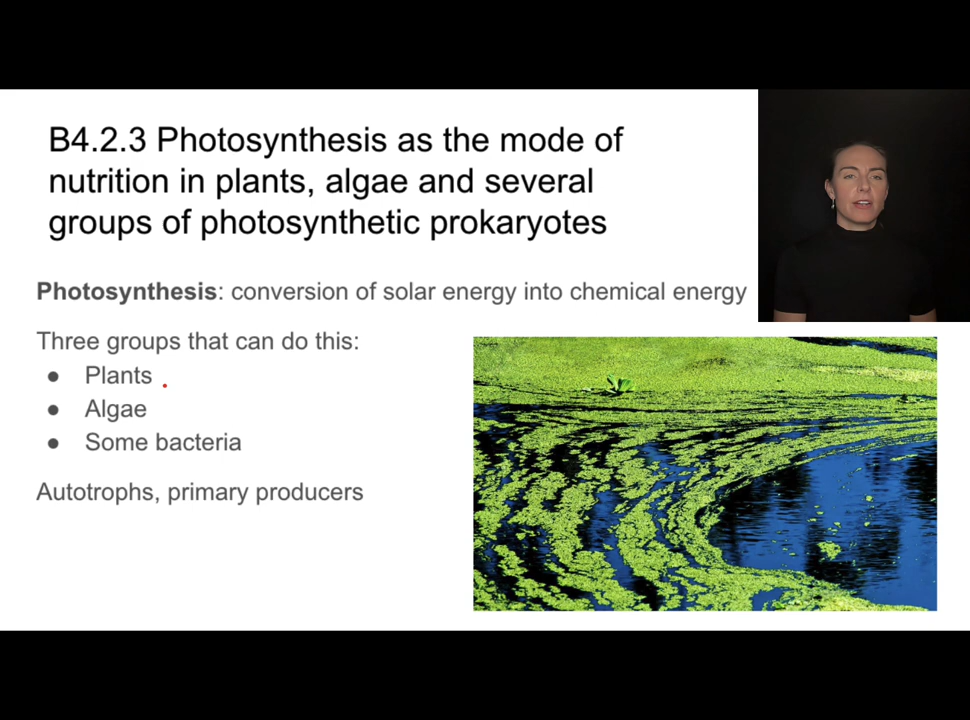 B4.2.3 Photosynthesis as the mode of
nutrition in plants, algae and several
groups of photosynthetic prokaryotes
Photosynthesis: conversion of solar energy into chemical energy
Three groups that can do this:
● Plants
● Algae
● Some bacteria
Autotrophs, primary producers